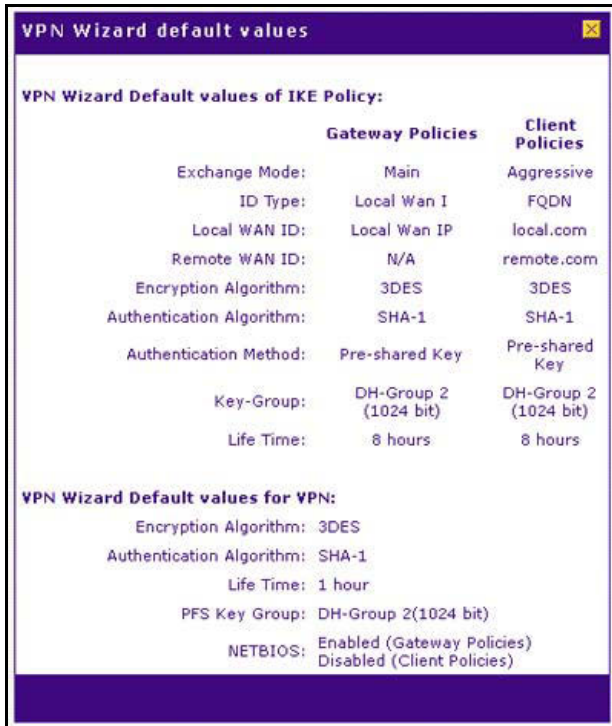 VPN Wizard default values
VPN Wizard Default values of IKE Policy:
Gateway Policies Client Policies
Exchange Mode: Main Aggressive
ID Type: Local Wan I FQDN
Local WAN ID: Local Wan IP local.com
Remote WAN ID: N/A remote.com
Encryption Algorithm: 3DES 3DES
Authentication Algorithm: SHA-1 SHA-1
Authentication Method: Pre-shared Key Pre-shared Key
Key-Group: DH-Group 2 (1024 bit) DH-Group 2 (1024 bit)
Life Time: 8 hours 8 hours
VPN Wizard Default values for VPN:
Encryption Algorithm: 3DES
Authentication Algorithm: SHA-1
Life Time: 1 hour
PFS Key Group: DH-Group 2(1024 bit)
NETBIOS: Enabled (Gateway Policies)
Disabled (Client Policies)